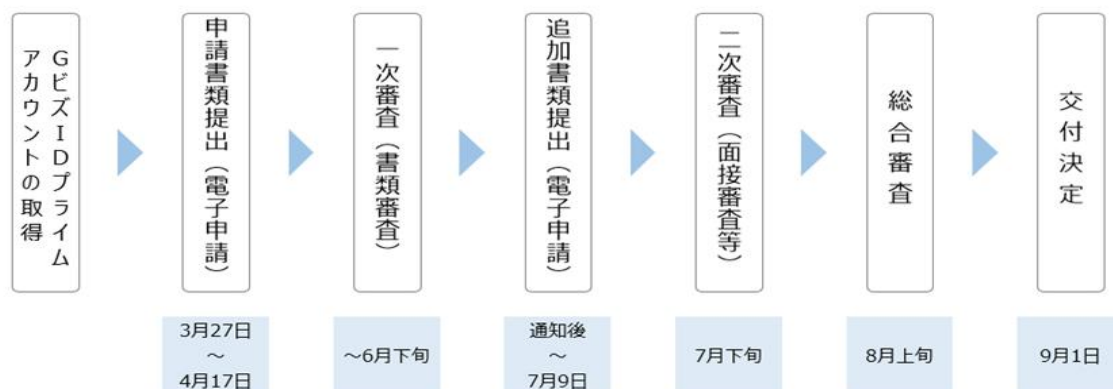 GビズIDプライム
アカウントの取得
申請書類提出（電子申請）
一次審査（書類審査）
追加書類提出（電子申請）
二次審査（面接審査等）
総合審査
交付決定
3月27日
～
4月17日
～6月下旬
通知後
～
7月9日
7月下旬
8月上旬
9月1日